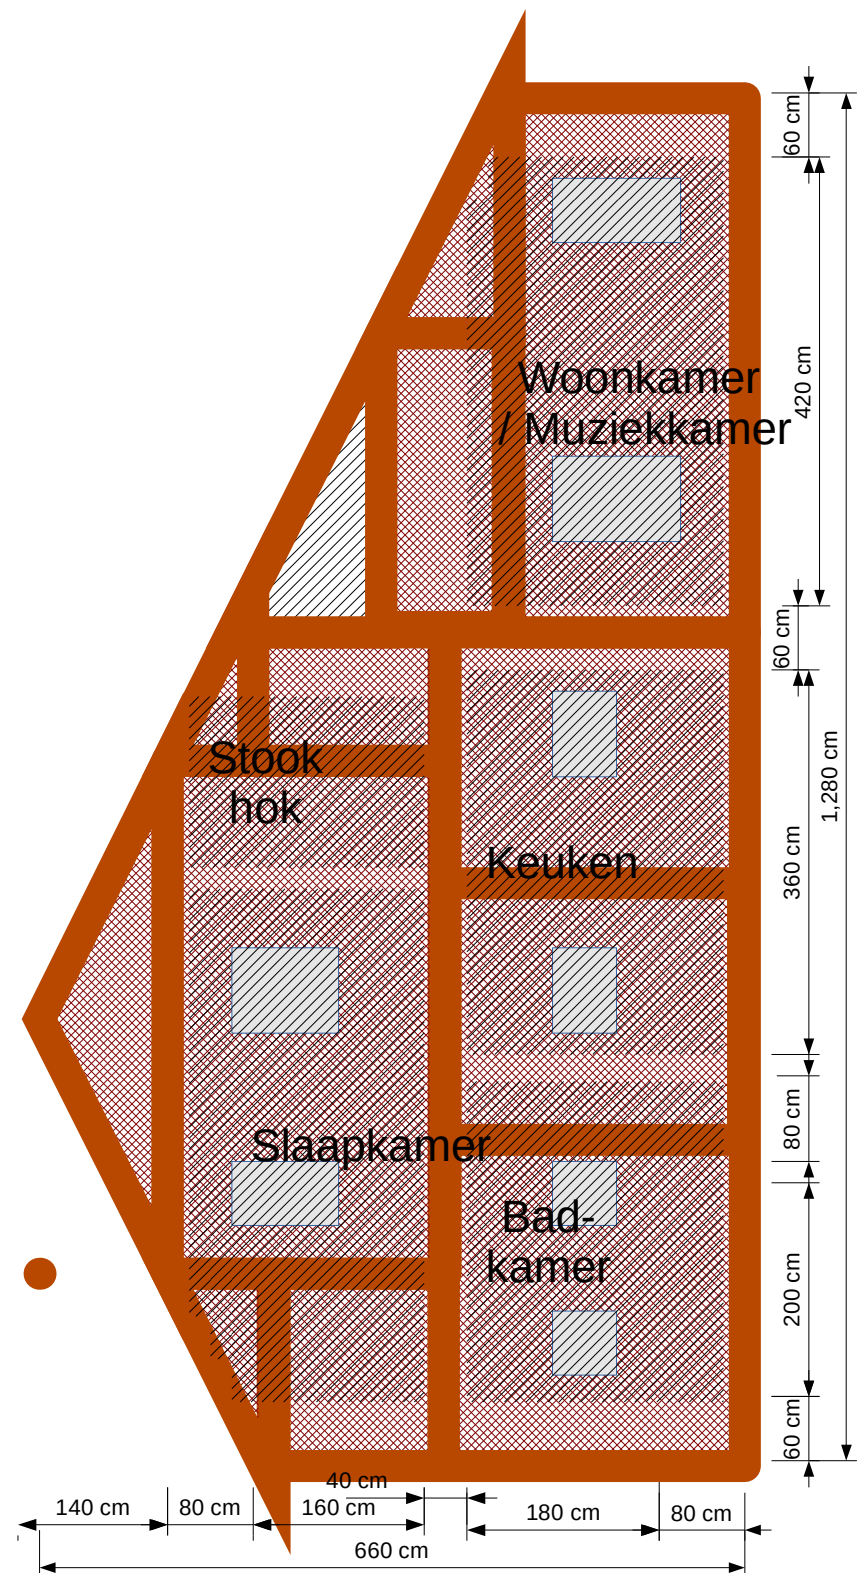 60 cm
Woonkamer
/ Muziekkamer
420 cm
60 cm
Stook
hok
1,280 cm
Keuken
360 cm
Slaapkamer
80 cm
Bad-
kamer
200 cm
60 cm
40 cm
140 cm
80 cm
160 cm
180 cm
80 cm
660 cm